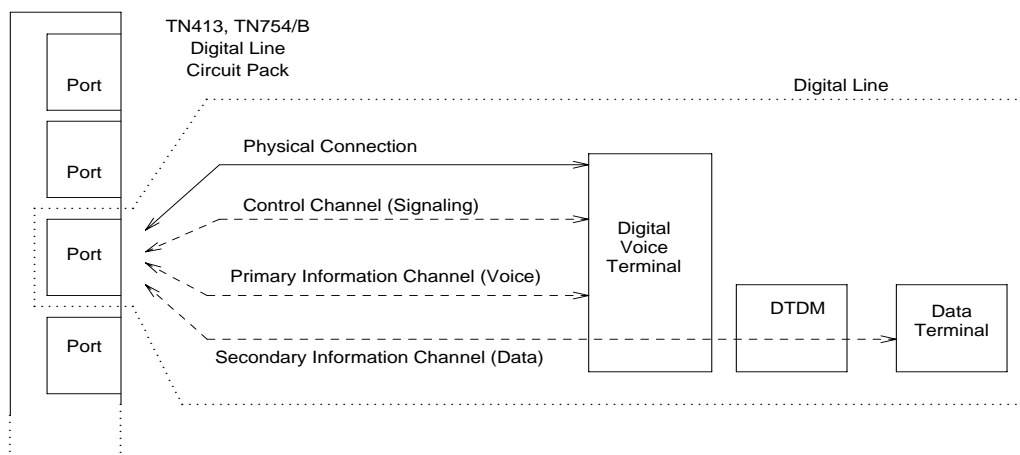 TN413, TN754/B
Digital Line
Circuit Pack
Port
Digital Line
Physical Connection
Port
Control Channel (Signaling)
Digital
Voice
Terminal
Port
Primary Information Channel (Voice)
DTDM
Data
Terminal
Port
Secondary Information Channel (Data)